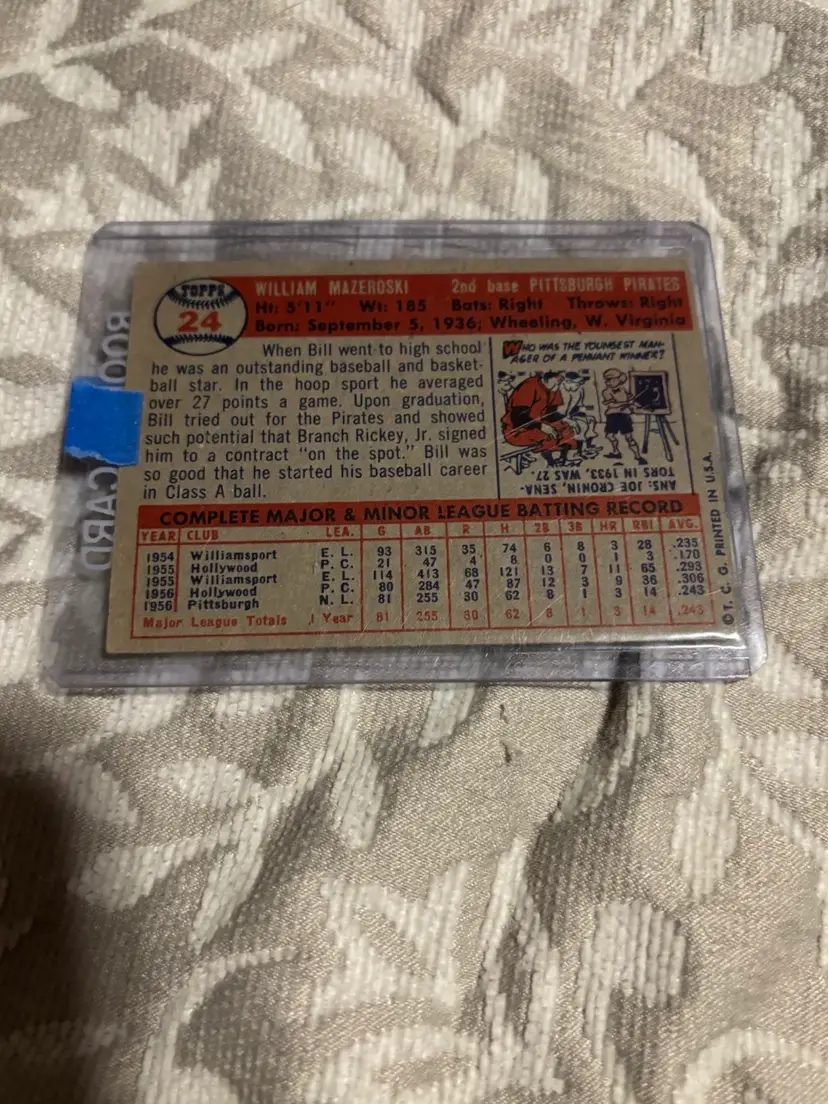 TOPPS
24
WILLIAM MAZEROSKI 2nd base PITTSBURGH PIRATES
Ht: 5'11" Wt: 185 Bats: Right Throws: Right
Born: September 5, 1936; Wheeling, W. Virginia
When Bill went to high school
he was an outstanding baseball and basket-
ball star. In the hoop sport he averaged
over 27 points a game. Upon graduation,
Bill tried out for the Pirates and showed
such potential that Branch Rickey, Jr. signed
him to a contract "on the spot." Bill was
so good that he started his baseball career
in Class A ball.
WHO WAS THE YOUNGEST MAN-
AGER OF A PENNANT WINNER?
ANS: JOE CRONIN, SENA-
TORS IN 1933, WAS 27.
COMPLETE MAJOR & MINOR LEAGUE BATTING RECORD
YEAR CLUB LEA. G AB R H 2B 3B HR RBI AVG.
1954 Williamsport E. L. 93 315 35 74 6 8 3 28 .235
1955 Hollywood P. C. 21 47 4 8 0 0 1 3 .170
1955 Williamsport E. L. 114 413 68 121 13 7 11 65 .293
1956 Hollywood P. C. 80 284 47 87 12 3 9 36 .306
1956 Pittsburgh N. L. 81 255 30 62 8 1 3 14 .243
Major League Totals 1 Year 81 255 30 62 8 1 3 14 .243
© T. C. G. PRINTED IN U.S.A.
CARD